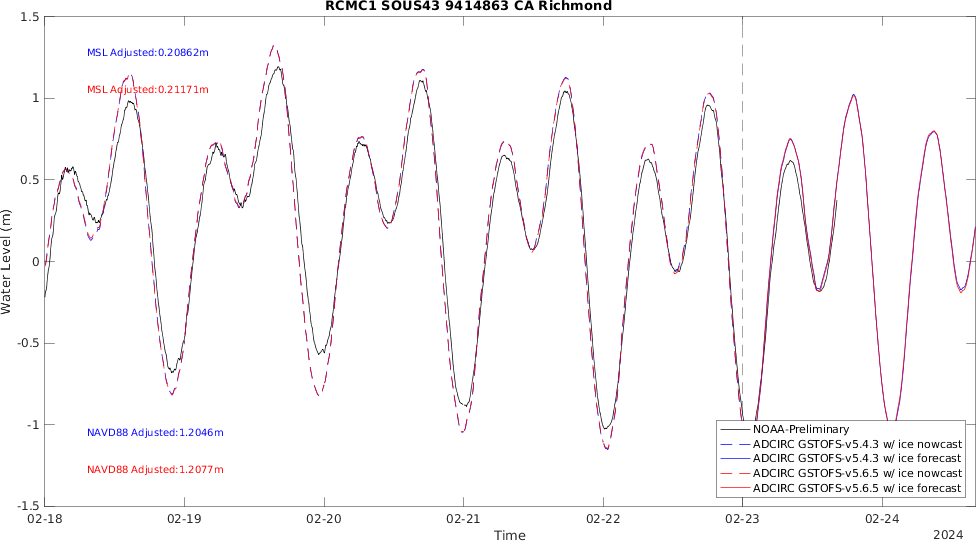 RCMC1 SOUS43 9414863 CA Richmond
1.5
MSL Adjusted:0.20862m
MSL Adjusted:0.21171m
1
0.5
0
-0.5
-1
-1.5
Water Level (m)
NAVD88 Adjusted:1.2046m
NAVD88 Adjusted:1.2077m
NOAA-Preliminary
ADCIRC GSTOFS-v5.4.3 w/ ice nowcast
ADCIRC GSTOFS-v5.4.3 w/ ice forecast
ADCIRC GSTOFS-v5.6.5 w/ ice nowcast
ADCIRC GSTOFS-v5.6.5 w/ ice forecast
02-18 02-19 02-20 02-21 02-22 02-23 02-24
Time
2024